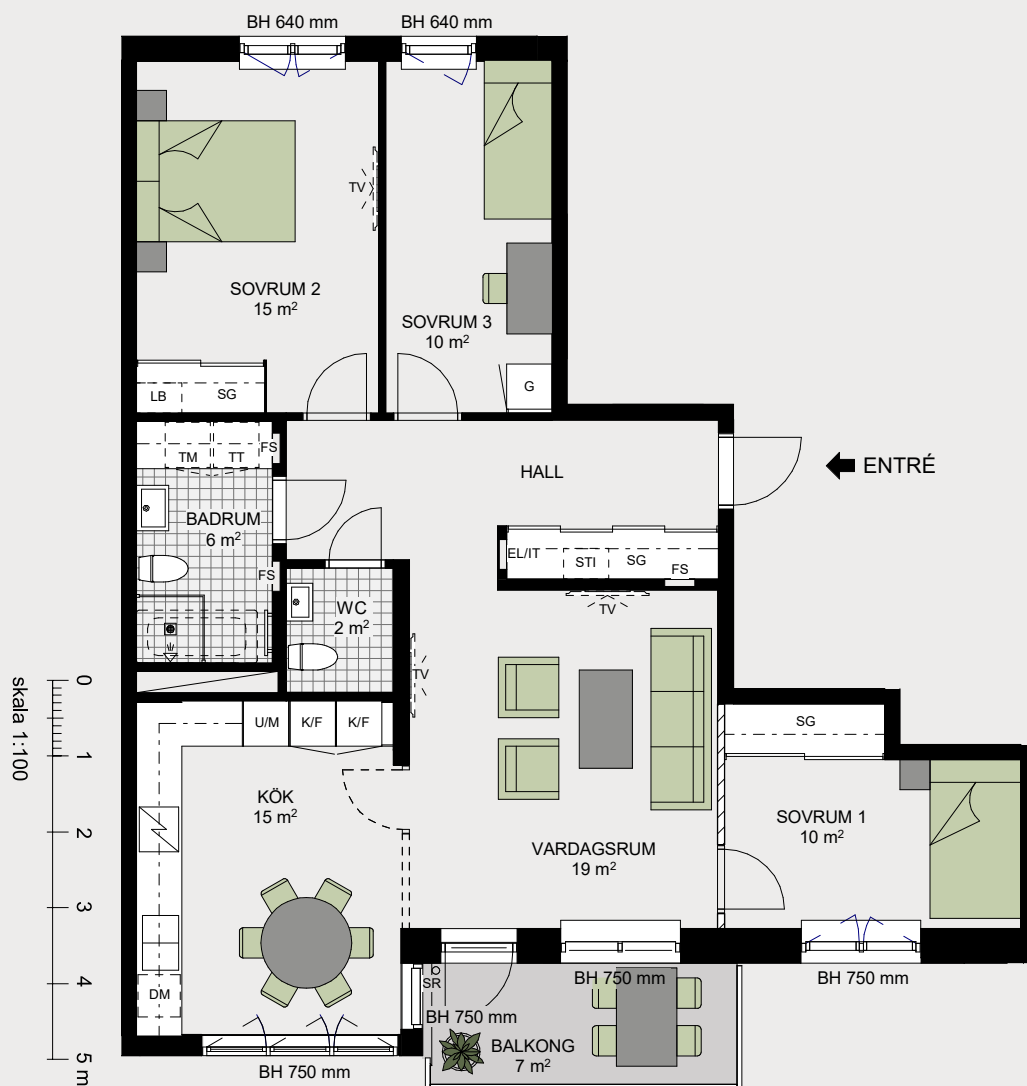 BH 640 mm
BH 640 mm
TV
SOVRUM 2
15 m²
SOVRUM 3
10 m²
LB
SG
G
TM
TT
FS
HALL
ENTRÉ
BADRUM
6 m²
EL/IT
STI
SG
FS
FS
TV
WC
2 m²
TV
skala 1:100
0
1
2
3
4
5 m
U/M
K/F
K/F
SG
KÖK
15 m²
SOVRUM 1
10 m²
VARDAGSRUM
19 m²
DM
SR
BH 750 mm
BH 750 mm
BH 750 mm
BALKONG
7 m²
BH 750 mm